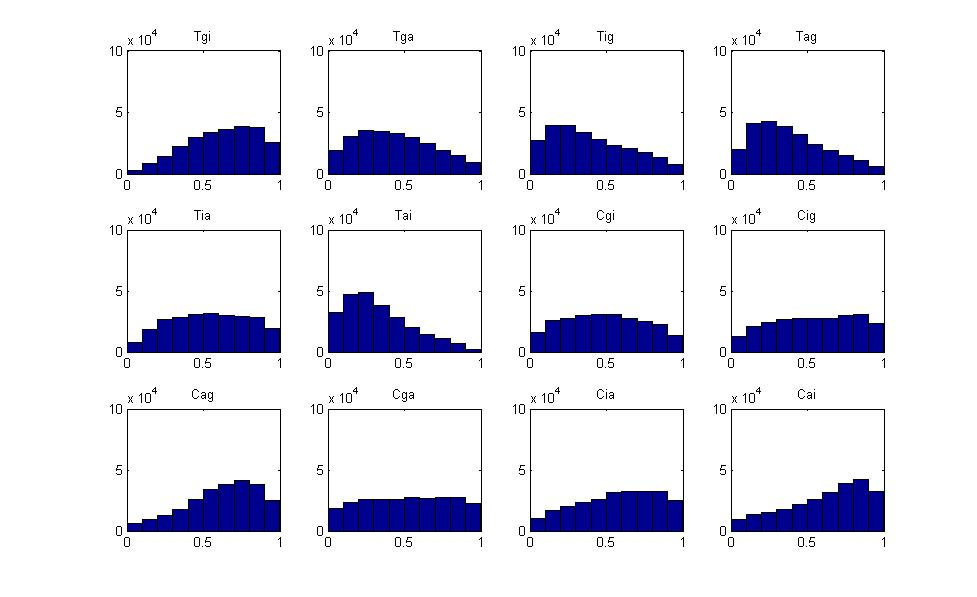 Tgi Tga Tig Tag
x 10^4 x 10^4 x 10^4 x 10^4
10 10 10 10
5 5 5 5
0 0 0 0
0 0.5 1 0 0.5 1 0 0.5 1 0 0.5 1
Tia Tai Cgi Cig
x 10^4 x 10^4 x 10^4 x 10^4
10 10 10 10
5 5 5 5
0 0 0 0
0 0.5 1 0 0.5 1 0 0.5 1 0 0.5 1
Cag Cga Cia Cai
x 10^4 x 10^4 x 10^4 x 10^4
10 10 10 10
5 5 5 5
0 0 0 0
0 0.5 1 0 0.5 1 0 0.5 1 0 0.5 1